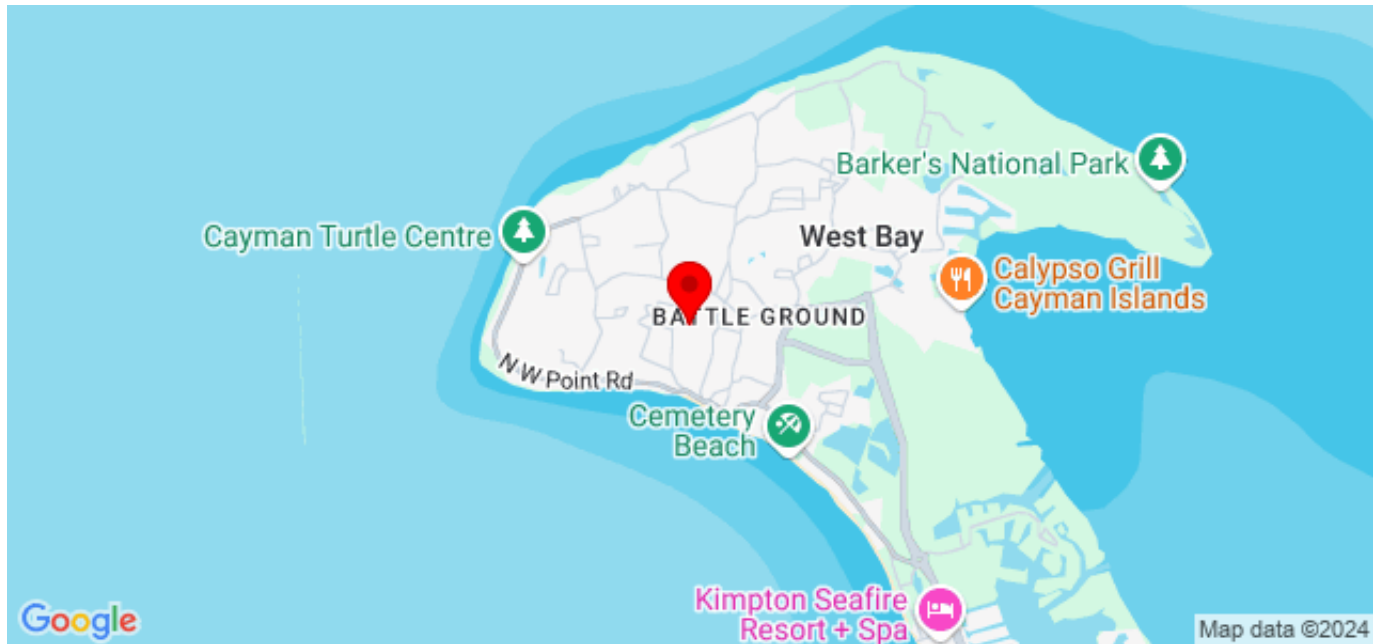 Barker's National Park
Cayman Turtle Centre
West Bay
Calypso Grill
Cayman Islands
BATTLE GROUND
N W Point Rd
Cemetery
Beach
Kimpton Seafire
Resort + Spa
Google
Map data ©2024